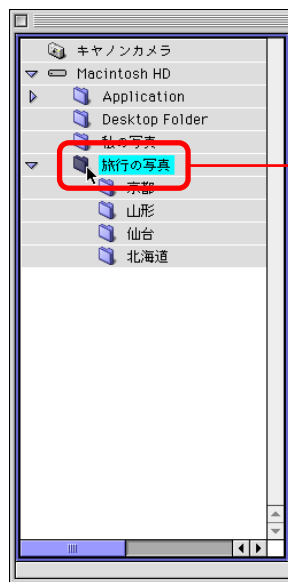 キヤノンカメラ
Macintosh HD
Application
Desktop Folder
私の写真
旅行の写真
京都
山形
仙台
北海道